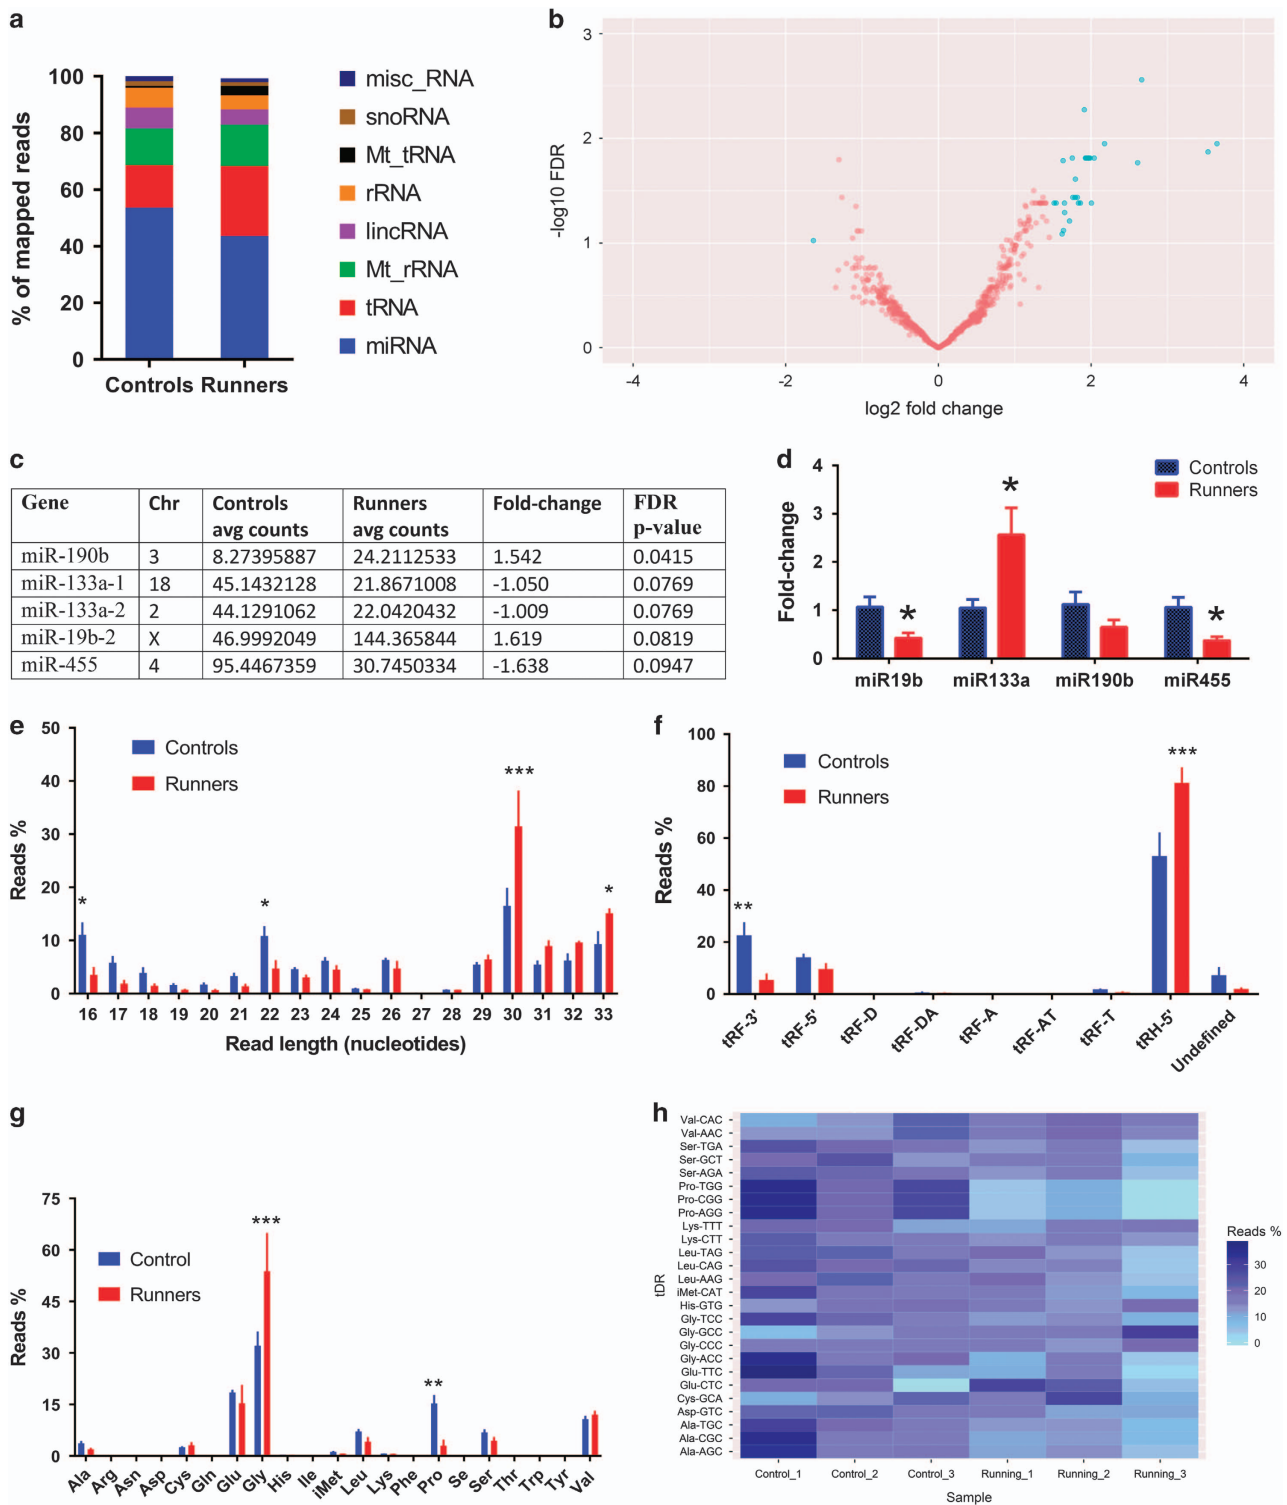 a
% of mapped reads
100
80
60
40
20
0
Controls Runners
misc_RNA
snoRNA
Mt_tRNA
rRNA
lincRNA
Mt_rRNA
tRNA
miRNA
b
-log10 FDR
3
2
1
0
-4 -2 0 2 4
log2 fold change
c
Gene Chr Controls avg counts Runners avg counts Fold-change FDR p-value
miR-190b 3 8.27395887 24.2112533 1.542 0.0415
miR-133a-1 18 45.1432128 21.8671008 -1.050 0.0769
miR-133a-2 2 44.1291062 22.0420432 -1.009 0.0769
miR-19b-2 X 46.9992049 144.365844 1.619 0.0819
miR-455 4 95.4467359 30.7450334 -1.638 0.0947
d
Fold-change
4
3
2
1
0
Controls
Runners
* * *
miR19b miR133a miR190b miR455
e
Reads %
50
40
30
20
10
0
Controls
Runners
* * *** *
16 17 18 19 20 21 22 23 24 25 26 27 28 29 30 31 32 33
Read length (nucleotides)
f
Reads %
100
80
60
40
20
0
Controls
Runners
** ***
tRF-3' tRF-5' tRF-D tRF-DA tRF-A tRF-AT tRF-T tRH-5' Undefined
g
Reads %
75
60
45
30
15
0
Control
Runners
*** **
Ala Arg Asn Asp Cys Gln Glu Gly His Ile iMet Leu Lys Phe Pro Se Ser Thr Trp Tyr Val
h
tDR
Val-CAC
Val-AAC
Ser-TGA
Ser-GCT
Ser-AGA
Pro-TGG
Pro-CGG
Pro-AGG
Lys-TTT
Lys-CTT
Leu-TAG
Leu-CAG
Leu-AAG
iMet-CAT
His-GTG
Gly-TCC
Gly-GCC
Gly-CCC
Gly-ACC
Glu-TTC
Glu-CTC
Cys-GCA
Asp-GTC
Ala-TGC
Ala-CGC
Ala-AGC
Control_1 Control_2 Control_3 Running_1 Running_2 Running_3
Sample
Reads %
30
20
10
0